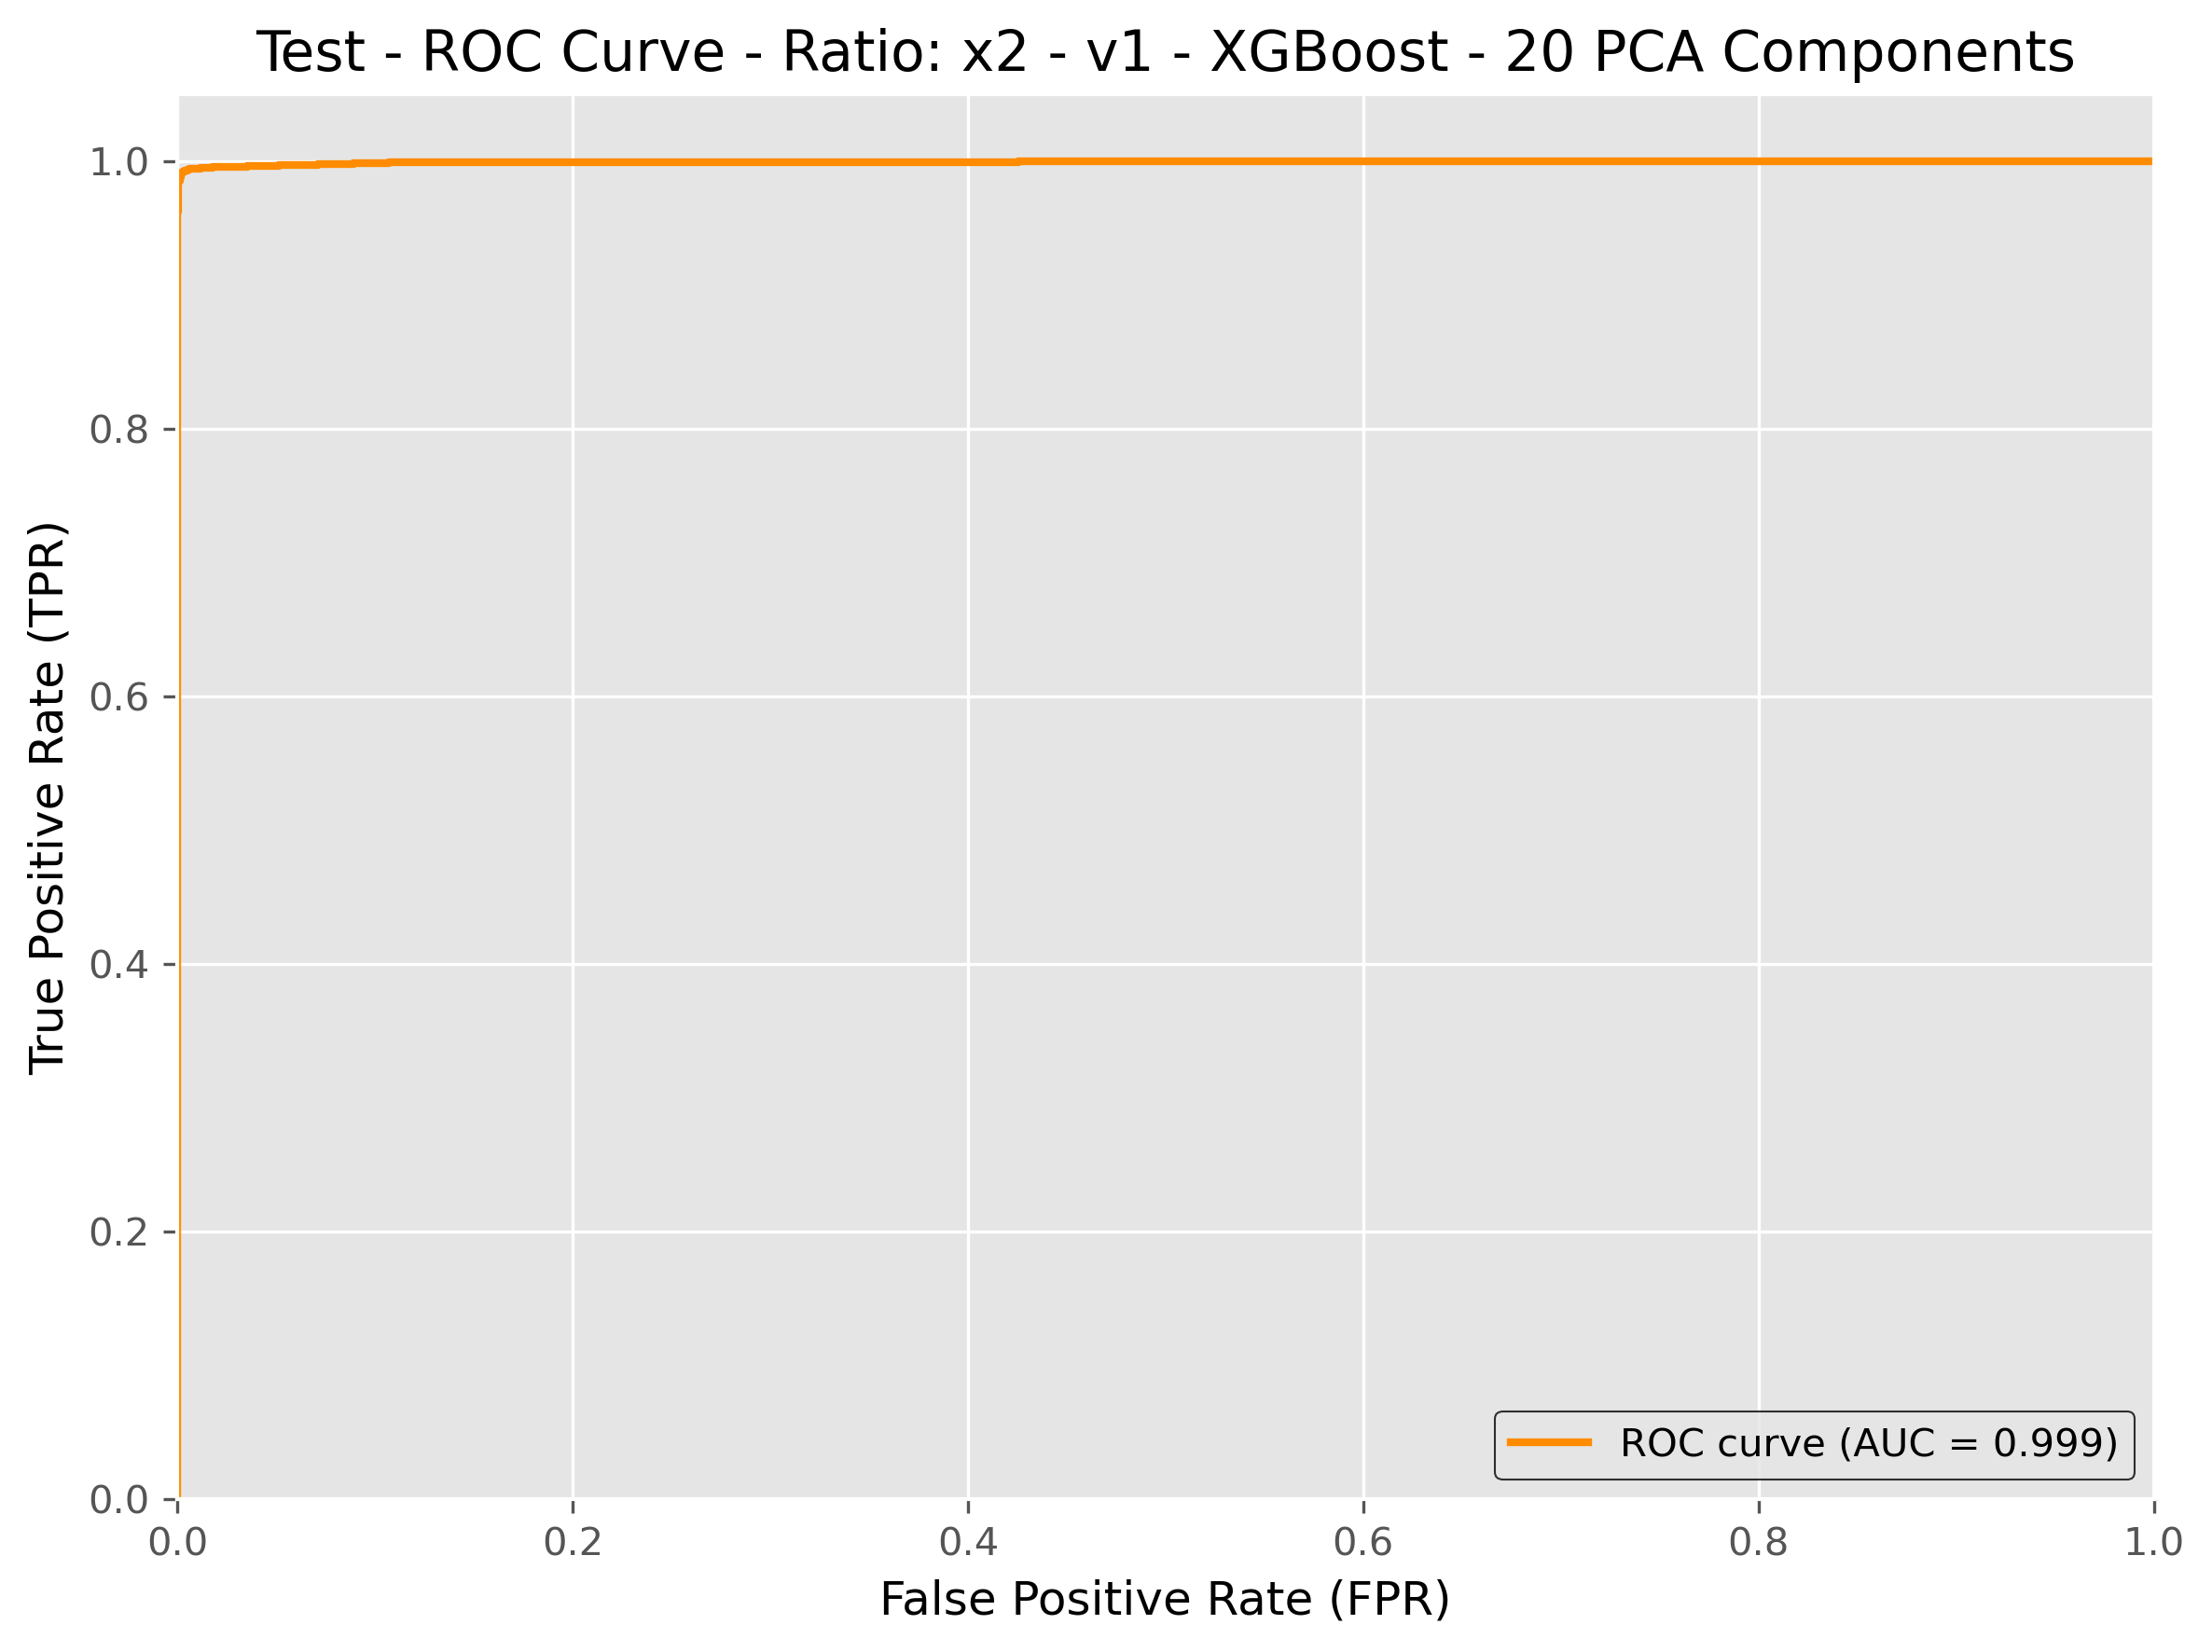 Test - ROC Curve - Ratio: x2 - v1 - XGBoost - 20 PCA Components
True Positive Rate (TPR)
1.0
0.8
0.6
0.4
0.2
0.0
ROC curve (AUC = 0.999)
0.0 0.2 0.4 0.6 0.8 1.0
False Positive Rate (FPR)